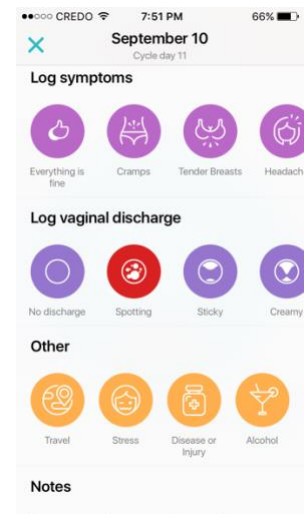 CREDO 7:51 PM 66%
September 10
Cycle day 11
Log symptoms
Everything is fine Cramps Tender Breasts Headach
Log vaginal discharge
No discharge Spotting Sticky Creamy
Other
Travel Stress Disease or Injury Alcohol
Notes